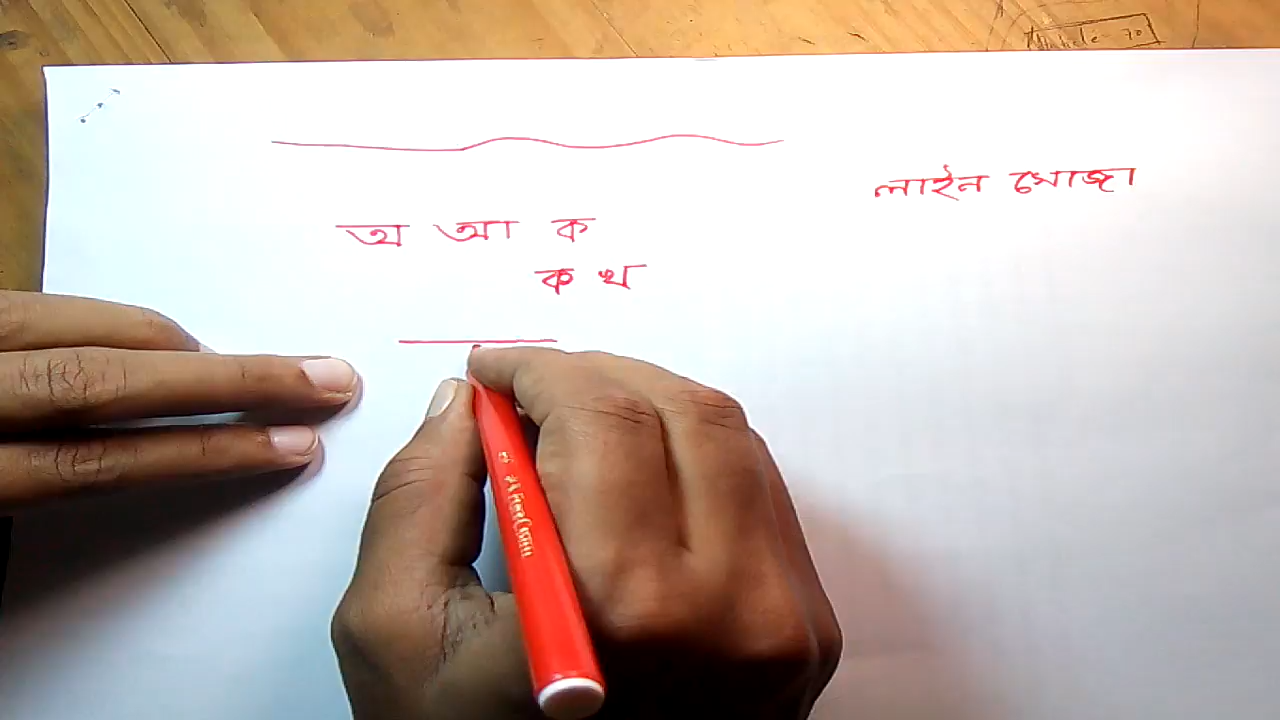 লাইন সোজা
অ আ ক
ক খ